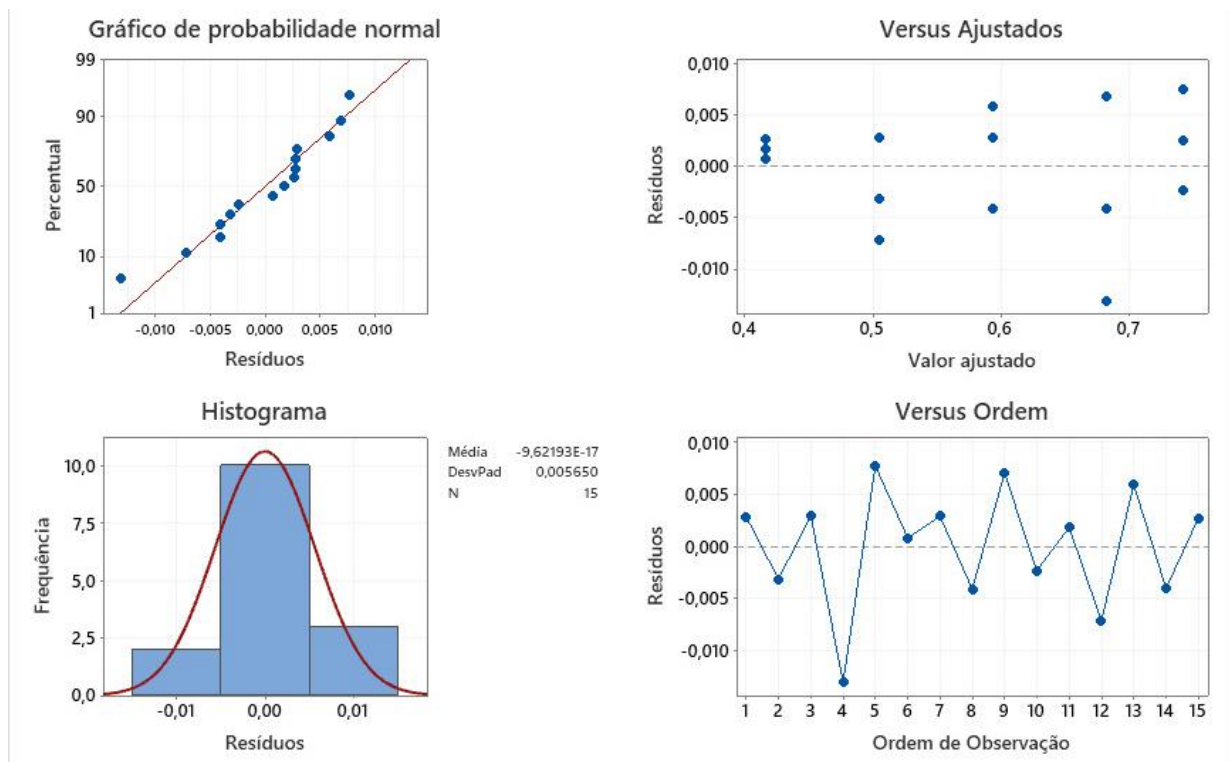 Gráfico de probabilidade normal
99
90
50
10
1
Percentual
-0,010 -0,005 0,000 0,005 0,010
Resíduos
Versus Ajustados
0,010
0,005
0,000
-0,005
-0,010
Resíduos
0,4 0,5 0,6 0,7
Valor ajustado
Histograma
10,0
7,5
5,0
2,5
0,0
Frequência
-0,01 0,00 0,01
Resíduos
Média -9,62193E-17
DesvPad 0,005650
N 15
Versus Ordem
0,010
0,005
0,000
-0,005
-0,010
Resíduos
1 2 3 4 5 6 7 8 9 10 11 12 13 14 15
Ordem de Observação